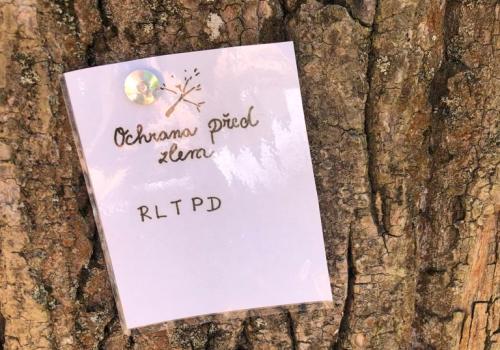 Ochrana před
zlem
RLTPD